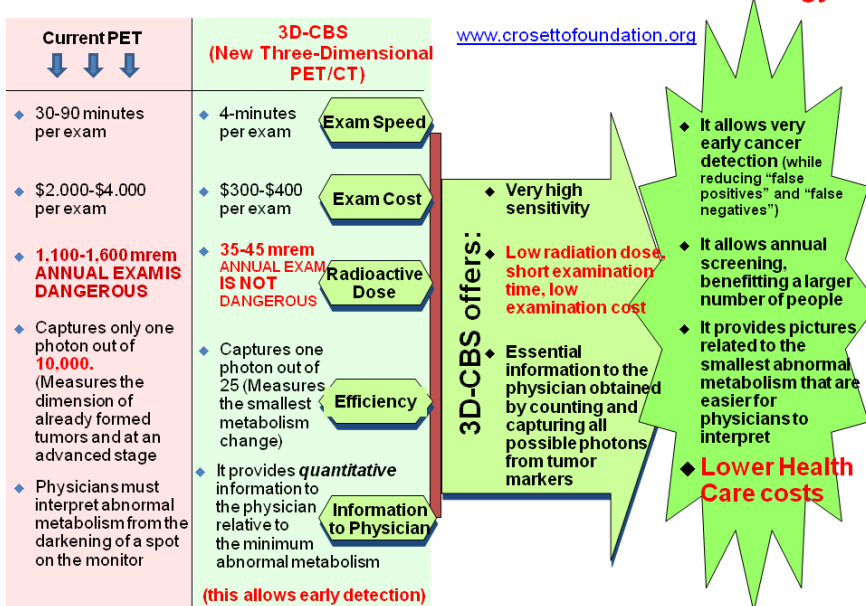 Current PET
3D-CBS
(New Three-Dimensional
PET/CT)
www.crosettofoundation.org
30-90 minutes
per exam
4-minutes
per exam
Exam Speed
$2.000-$4.000
per exam
$300-$400
per exam
Exam Cost
1,100-1,600 mrem
ANNUAL EXAMIS
DANGEROUS
35-45 mrem
ANNUAL EXAM
IS NOT
DANGEROUS
Radioactive
Dose
Captures only one
photon out of
10,000.
(Measures the
dimension of
already formed
tumors and at an
advanced stage
Captures one
photon out of
25 (Measures
the smallest
metabolism
change)
Efficiency
Physicians must
interpret abnormal
metabolism from the
darkening of a spot
on the monitor
It provides quantitative
information to
the physician
relative to
the minimum
abnormal metabolism
Information
to Physician
(this allows early detection)
3D-CBS offers:
Very high
sensitivity
Low radiation dose,
short examination
time, low
examination cost
Essential
information to the
physician obtained
by counting and
capturing all
possible photons
from tumor
markers
It allows very
early cancer
detection (while
reducing “false
positives” and “false
negatives”)
It allows annual
screening,
benefitting a larger
number of people
It provides pictures
related to the
smallest abnormal
metabolism that are
easier for
physicians to
interpret
Lower Health
Care costs